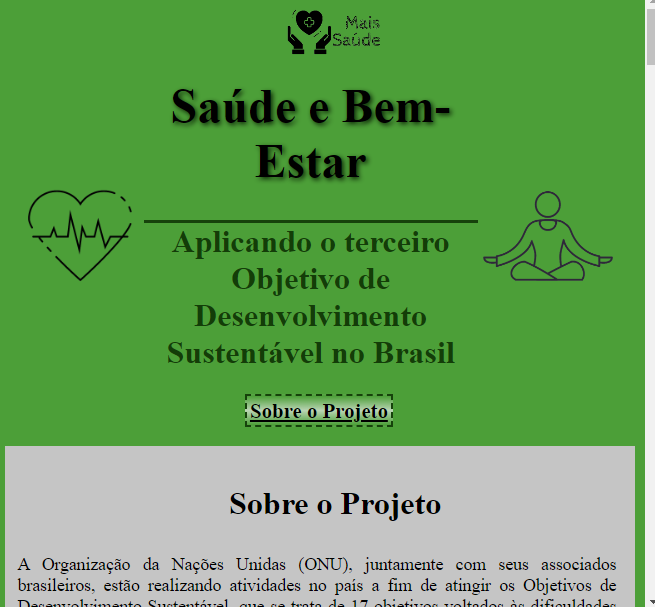 Mais
Saúde
Saúde e Bem-
Estar
Aplicando o terceiro
Objetivo de
Desenvolvimento
Sustentável no Brasil
Sobre o Projeto
Sobre o Projeto
A Organização da Nações Unidas (ONU), juntamente com seus associados
brasileiros, estão realizando atividades no país a fim de atingir os Objetivos de
Desenvolvimento Sustentável, que se trata de 17 objetivos voltados às dificuldades